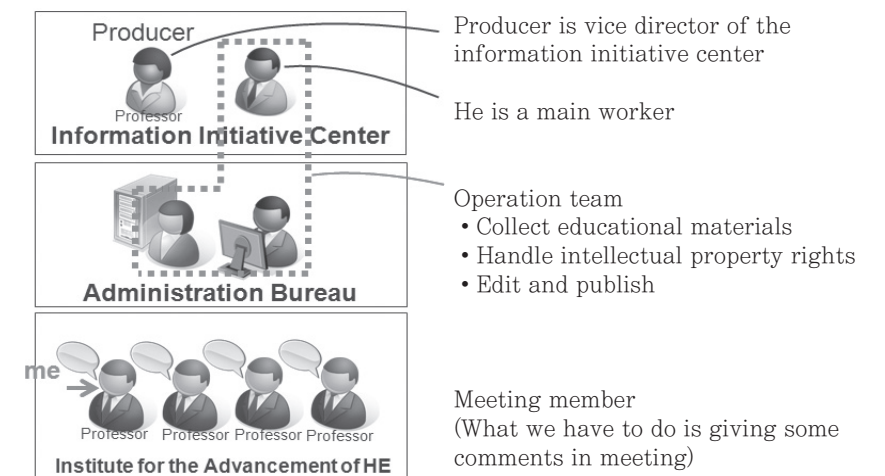 Producer
Professor
Information Initiative Center
Producer is vice director of the
information initiative center
He is a main worker
Administration Bureau
Operation team
• Collect educational materials
• Handle intellectual property rights
• Edit and publish
me
Professor Professor Professor Professor
Institute for the Advancement of HE
Meeting member
(What we have to do is giving some
comments in meeting)